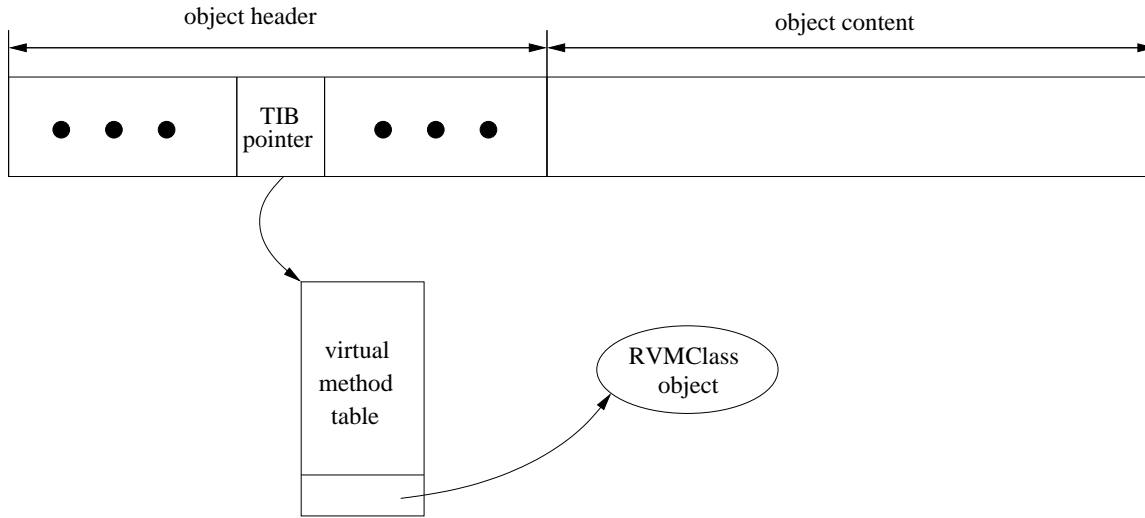 object header
object content
TIB
pointer
virtual
method
table
RVMClass
object